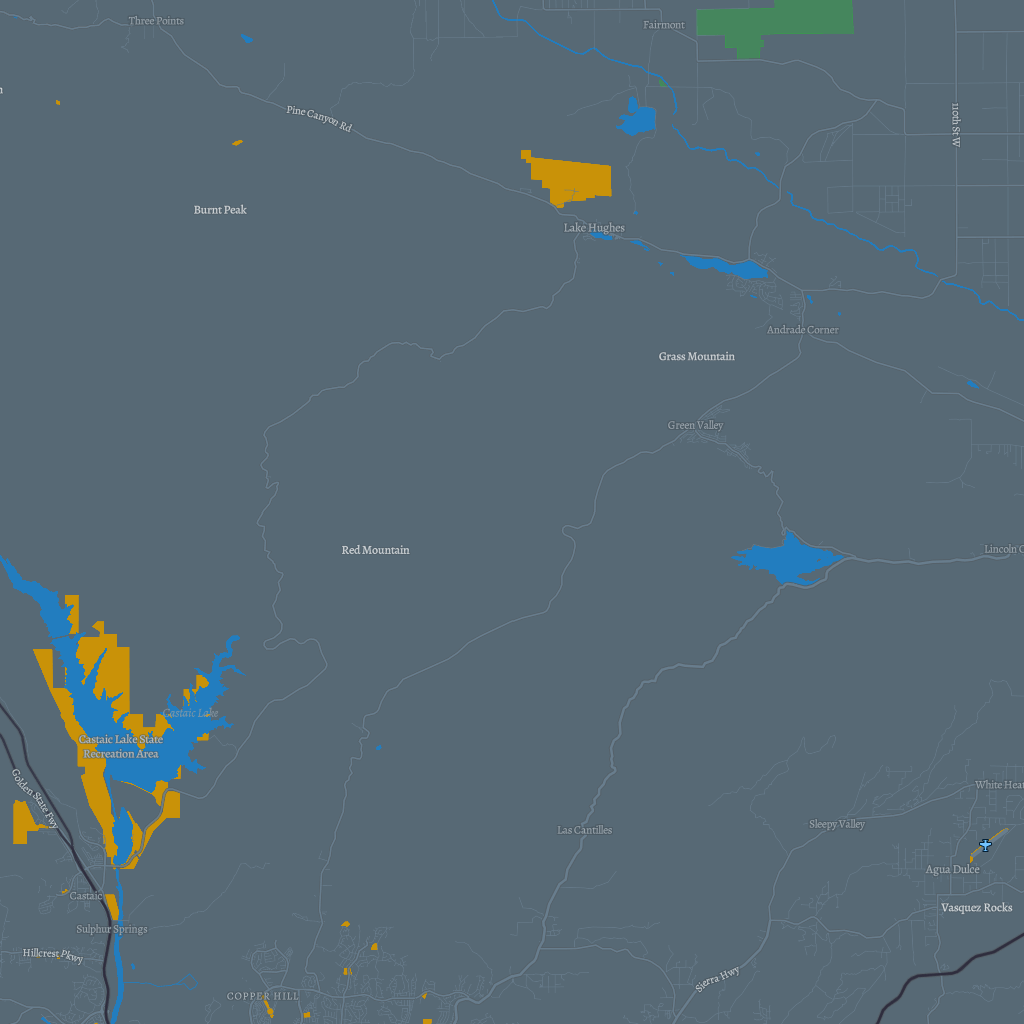 Three Points
Fairmont
Pine Canyon Rd
110th St W
Burnt Peak
Lake Hughes
Andrade Corner
Grass Mountain
Green Valley
Red Mountain
Castaic Lake
Castaic Lake State
Recreation Area
Golden State Fwy
White Heat
Las Cantilles
Sleepy Valley
Agua Dulce
Castaic
Vasquez Rocks
Sulphur Springs
Hillcrest Pkwy
Sierra Hwy
COPPER HILL